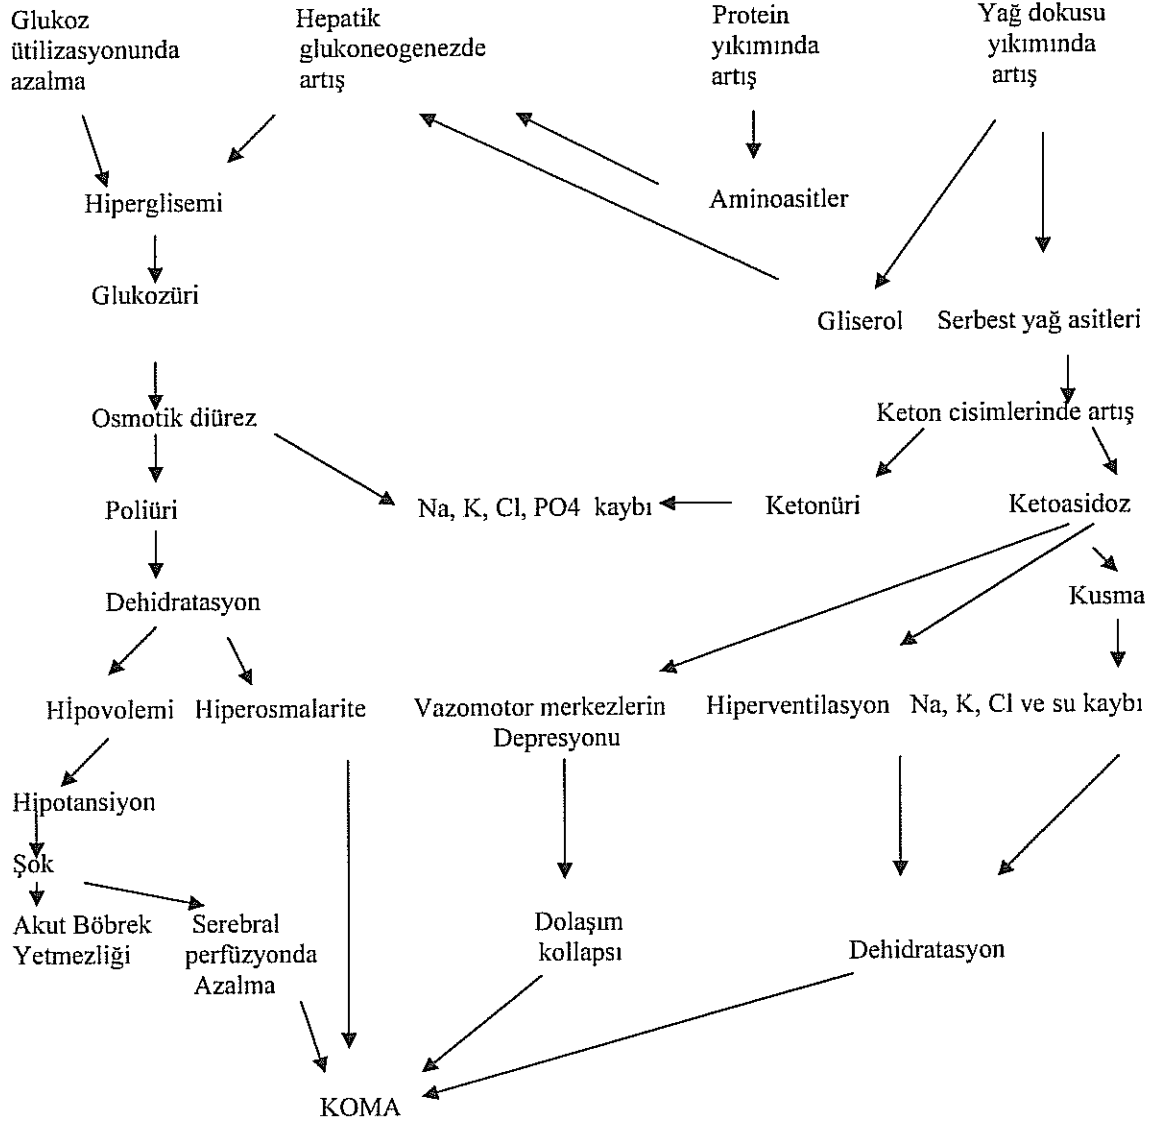 Glukoz
ütilizasyonunda
azalma
Hepatik
glukoneogenezde
artış
Protein
yıkımında
artış
Yağ dokusu
yıkımında
artış
Hiperglisemi
Aminoasitler
Glukozüri
Gliserol
Serbest yağ asitleri
Osmotik diürez
Keton cisimlerinde artış
Poliüri
Na, K, Cl, PO4 kaybı
Ketonüri
Ketoasidoz
Dehidratasyon
Kusma
Hİpovolemi
Hiperosmalarite
Vazomotor merkezlerin
Depresyonu
Hiperventilasyon
Na, K, Cl ve su kaybı
Hipotansiyon
Şok
Akut Böbrek
Yetmezliği
Serebral
perfüzyonda
Azalma
Dolaşım
kollapsı
Dehidratasyon
KOMA